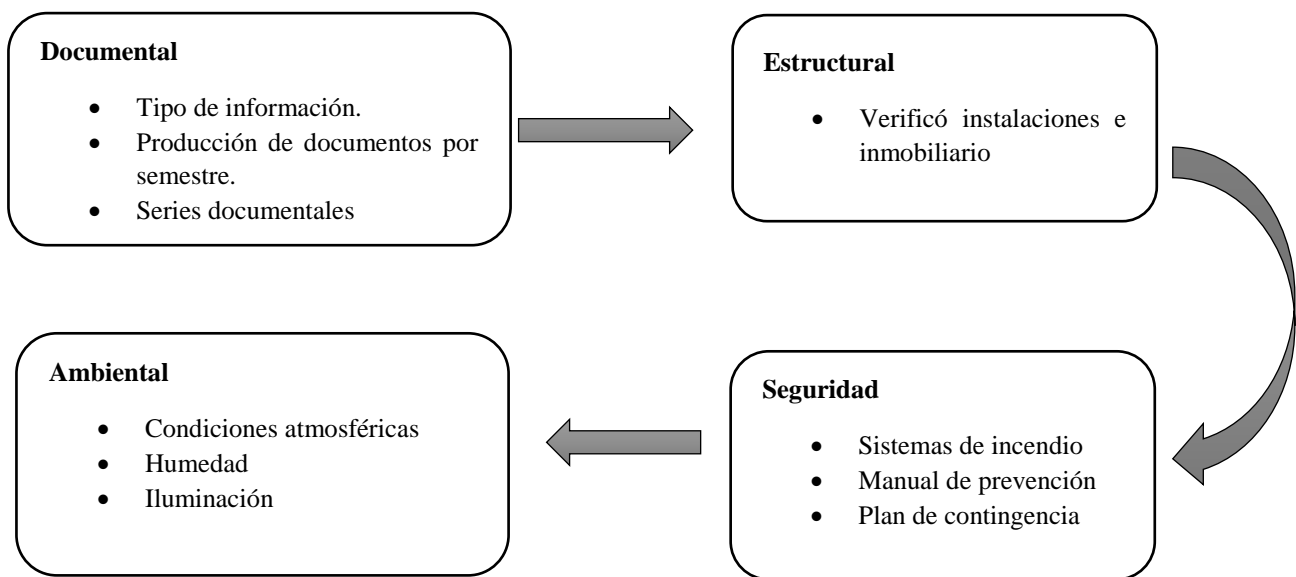 Documental
• Tipo de información.
• Producción de documentos por
semestre.
• Series documentales
Estructural
• Verificó instalaciones e
inmobiliario
Seguridad
• Sistemas de incendio
• Manual de prevención
• Plan de contingencia
Ambiental
• Condiciones atmosféricas
• Humedad
• Iluminación